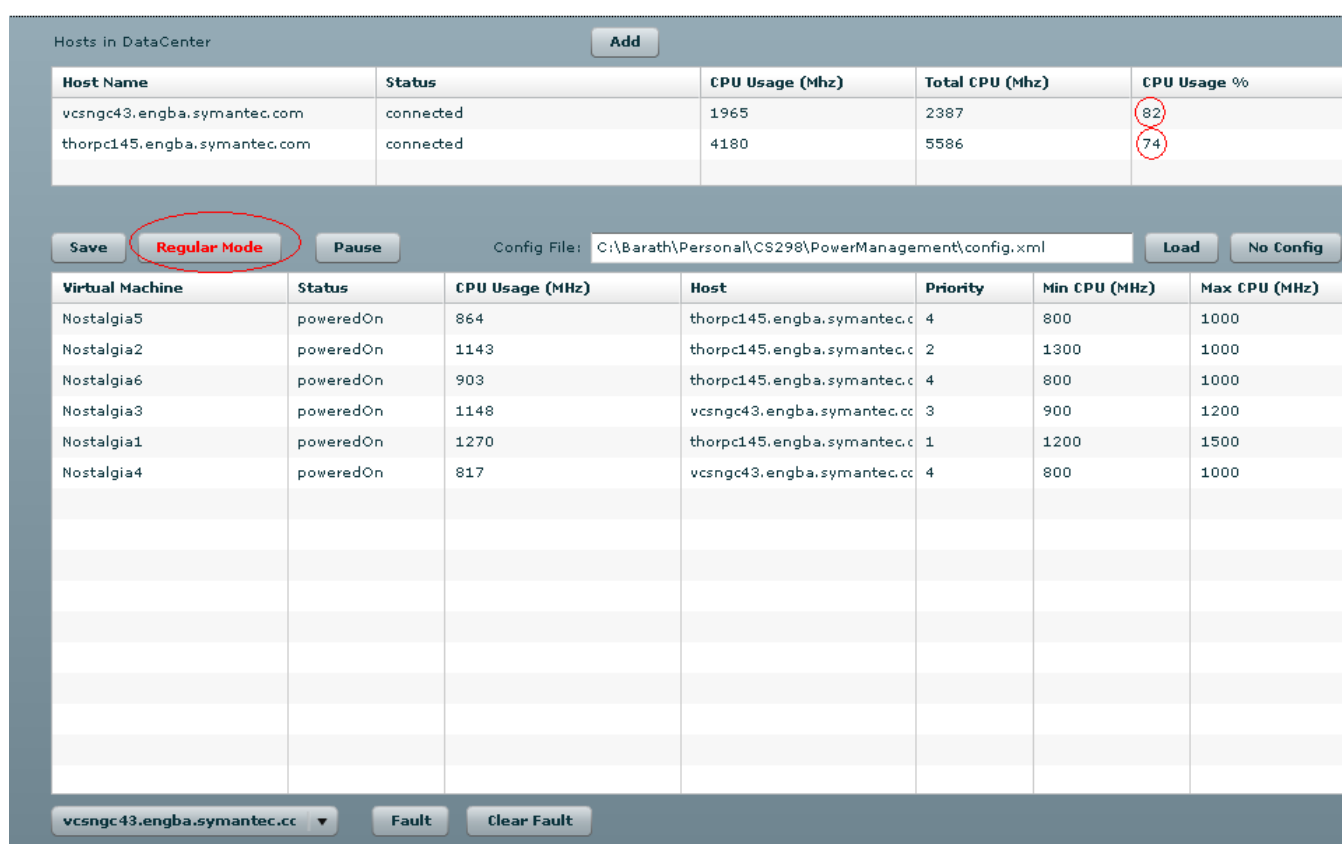 Hosts in DataCenter Add
Host Name Status CPU Usage (Mhz) Total CPU (Mhz) CPU Usage %
vcsngc43.engba.symantec.com connected 1965 2387 82
thorpc145.engba.symantec.com connected 4180 5586 74
Save Regular Mode Pause Config File: C:\Barath\Personal\CS298\PowerManagement\config.xml Load No Config
Virtual Machine Status CPU Usage (MHz) Host Priority Min CPU (MHz) Max CPU (MHz)
Nostalgia5 poweredOn 864 thorpc145.engba.symantec.c 4 800 1000
Nostalgia2 poweredOn 1143 thorpc145.engba.symantec.c 2 1300 1000
Nostalgia6 poweredOn 903 thorpc145.engba.symantec.c 4 800 1000
Nostalgia3 poweredOn 1148 vcsngc43.engba.symantec.cc 3 900 1200
Nostalgia1 poweredOn 1270 thorpc145.engba.symantec.c 1 1200 1500
Nostalgia4 poweredOn 817 vcsngc43.engba.symantec.cc 4 800 1000
vcsngc43.engba.symantec.cc Fault Clear Fault